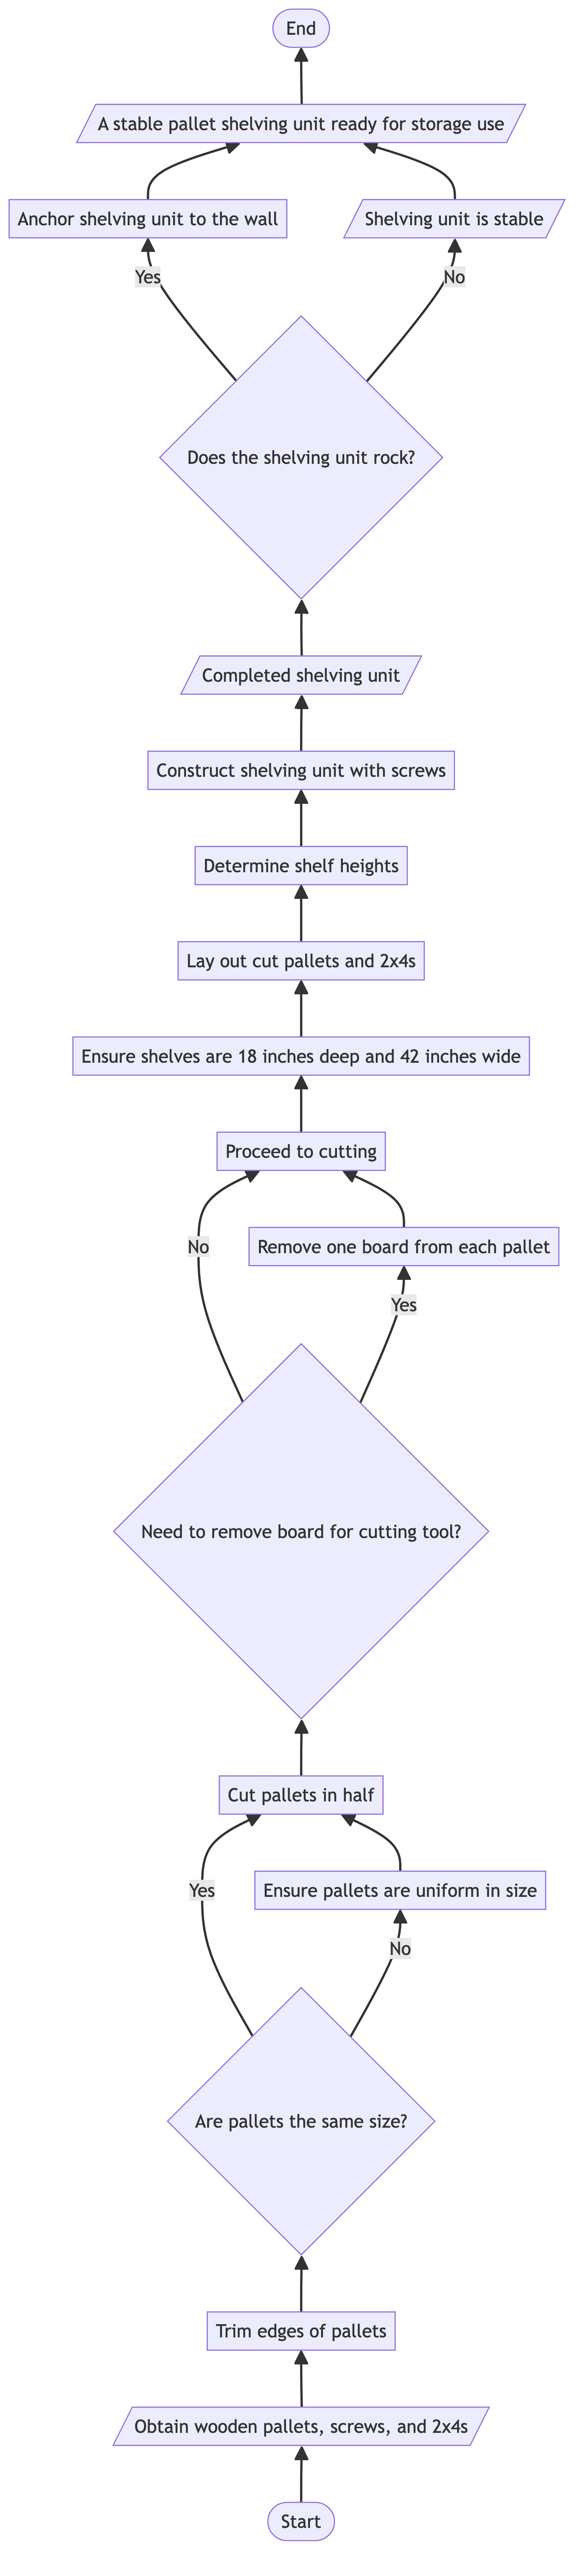 End
A stable pallet shelving unit ready for storage use
Anchor shelving unit to the wall
Shelving unit is stable
Yes
No
Does the shelving unit rock?
Completed shelving unit
Construct shelving unit with screws
Determine shelf heights
Lay out cut pallets and 2x4s
Ensure shelves are 18 inches deep and 42 inches wide
Proceed to cutting
No
Remove one board from each pallet
Yes
Need to remove board for cutting tool?
Cut pallets in half
Yes
Ensure pallets are uniform in size
No
Are pallets the same size?
Trim edges of pallets
Obtain wooden pallets, screws, and 2x4s
Start